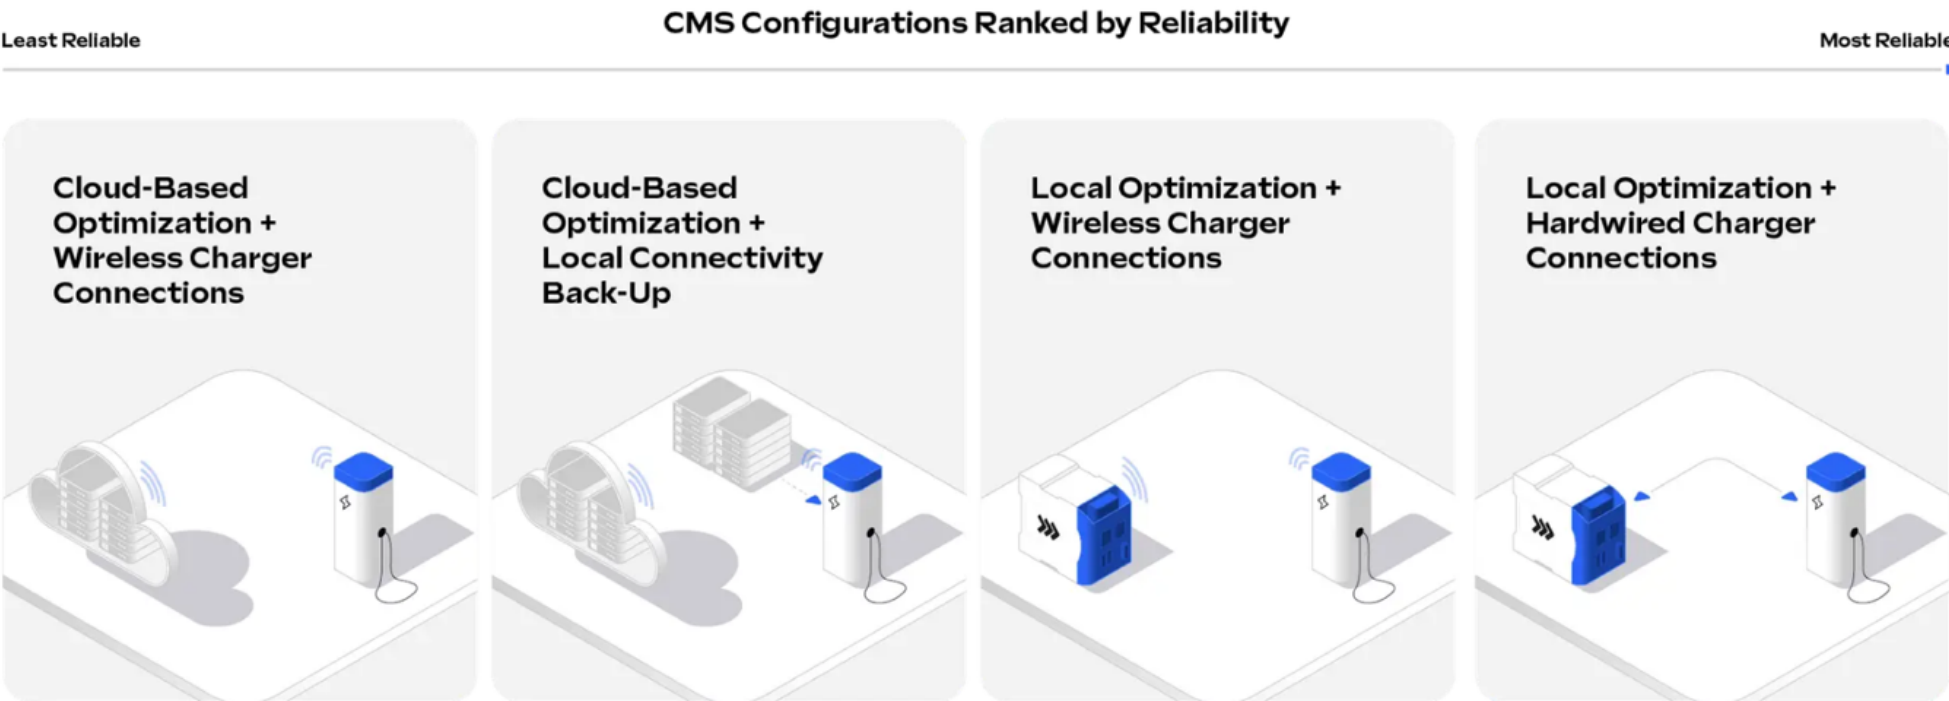 CMS Configurations Ranked by Reliability
Least Reliable
Most Reliable
Cloud-Based
Optimization +
Wireless Charger
Connections
Cloud-Based
Optimization +
Local Connectivity
Back-Up
Local Optimization +
Wireless Charger
Connections
Local Optimization +
Hardwired Charger
Connections